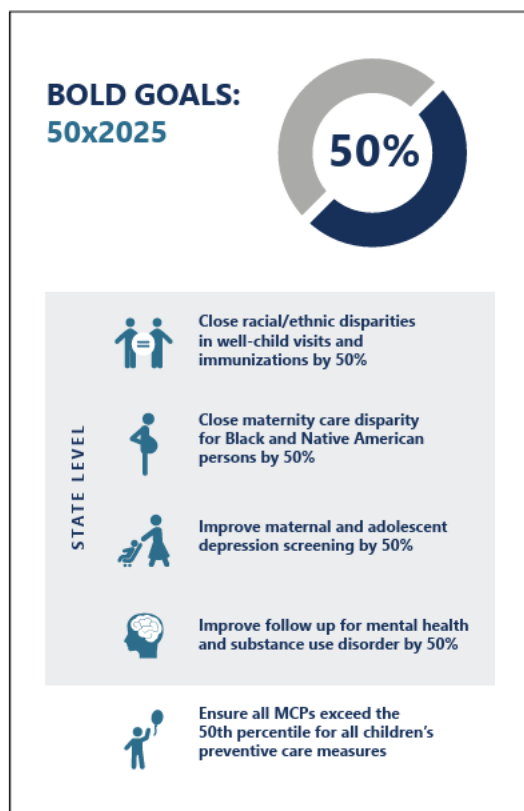 BOLD GOALS:
50x2025
50%
STATE LEVEL
Close racial/ethnic disparities
in well-child visits and
immunizations by 50%
Close maternity care disparity
for Black and Native American
persons by 50%
Improve maternal and adolescent
depression screening by 50%
Improve follow up for mental health
and substance use disorder by 50%
Ensure all MCPs exceed the
50th percentile for all children’s
preventive care measures